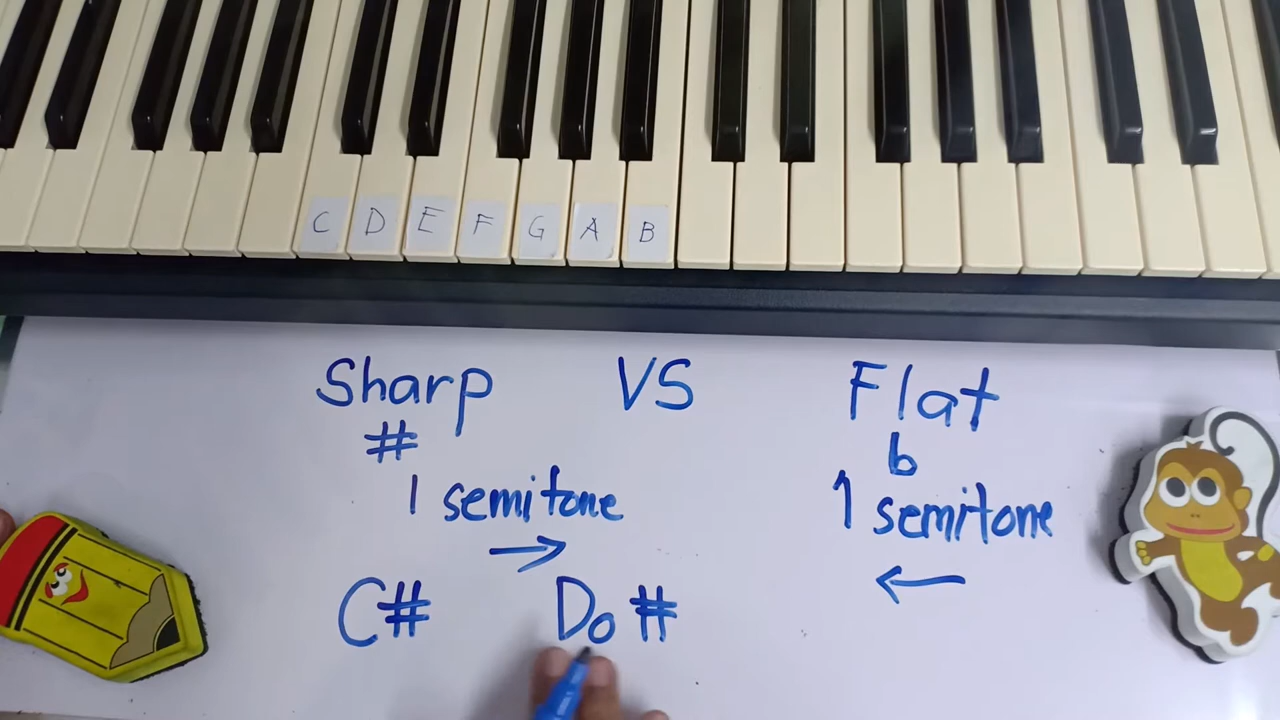 C D E F G A B
Sharp VS Flat
# b
1 semitone 1 semitone
→ ←
C# Do#